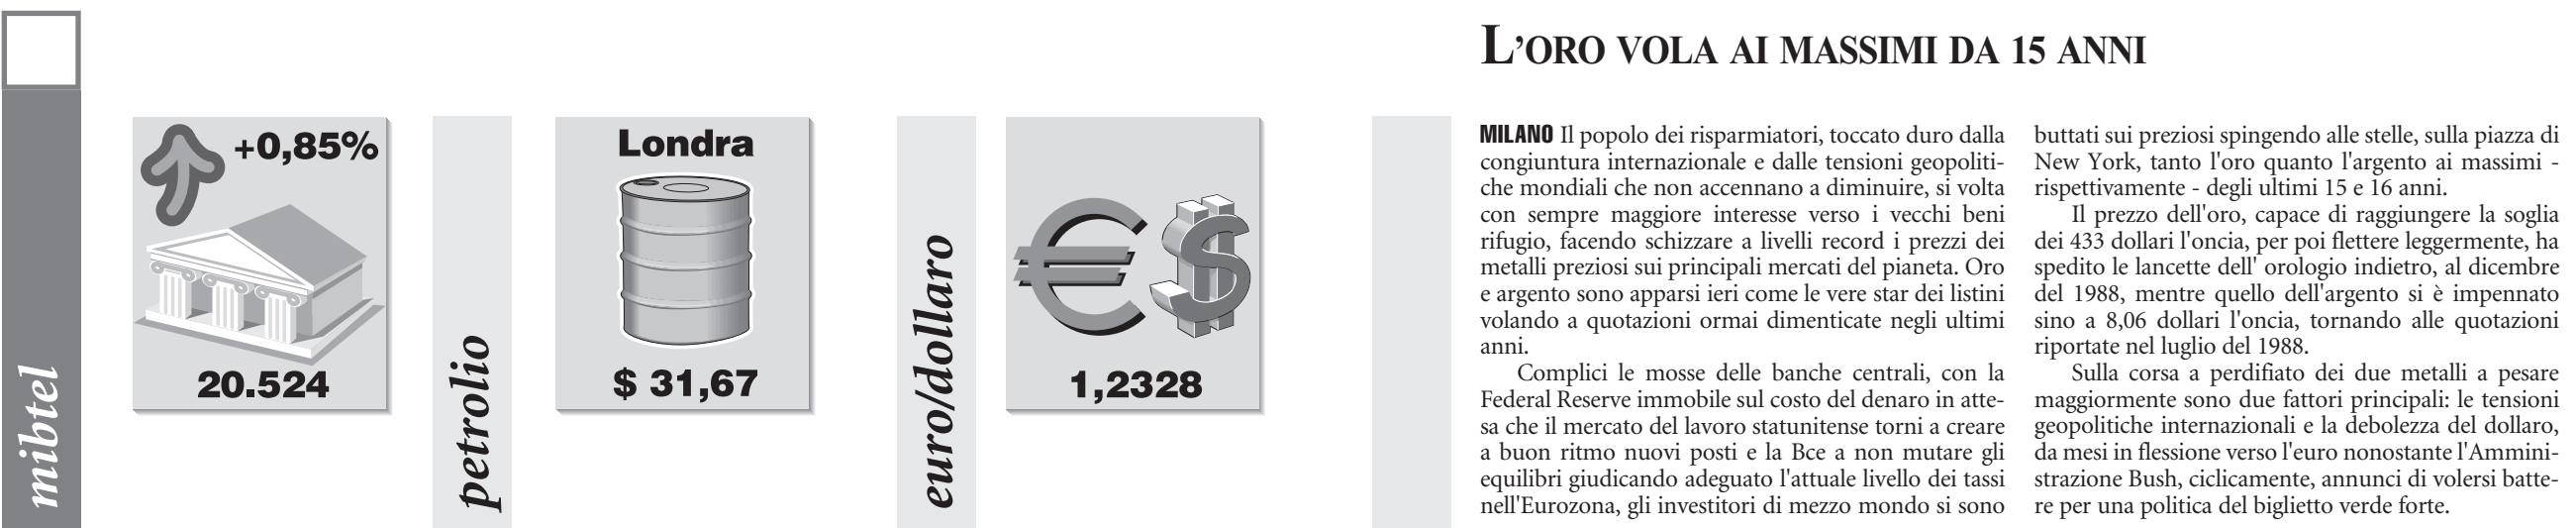 mibtel
+0,85%
20.524
petrolio
Londra
$ 31,67
euro/dollaro
1,2328
L'ORO VOLA AI MASSIMI DA 15 ANNI
MILANO Il popolo dei risparmiatori, toccato duro dalla
congiuntura internazionale e dalle tensioni geopoliti-
che mondiali che non accennano a diminuire, si volta
con sempre maggiore interesse verso i vecchi beni
rifugio, facendo schizzare a livelli record i prezzi dei
metalli preziosi sui principali mercati del pianeta. Oro
e argento sono apparsi ieri come le vere star dei listini
volando a quotazioni ormai dimenticate negli ultimi
anni.
Complici le mosse delle banche centrali, con la
Federal Reserve immobile sul costo del denaro in atte-
sa che il mercato del lavoro statunitense torni a creare
a buon ritmo nuovi posti e la Bce a non mutare gli
equilibri giudicando adeguato l'attuale livello dei tassi
nell'Eurozona, gli investitori di mezzo mondo si sono
buttati sui preziosi spingendo alle stelle, sulla piazza di
New York, tanto l'oro quanto l'argento ai massimi -
rispettivamente - degli ultimi 15 e 16 anni.
Il prezzo dell'oro, capace di raggiungere la soglia
dei 433 dollari l'oncia, per poi flettere leggermente, ha
spedito le lancette dell' orologio indietro, al dicembre
del 1988, mentre quello dell'argento si è impennato
sino a 8,06 dollari l'oncia, tornando alle quotazioni
riportate nel luglio del 1988.
Sulla corsa a perdifiato dei due metalli a pesare
maggiormente sono due fattori principali: le tensioni
geopolitiche internazionali e la debolezza del dollaro,
da mesi in flessione verso l'euro nonostante l'Ammini-
strazione Bush, ciclicamente, annunci di volersi batte-
re per una politica del biglietto verde forte.